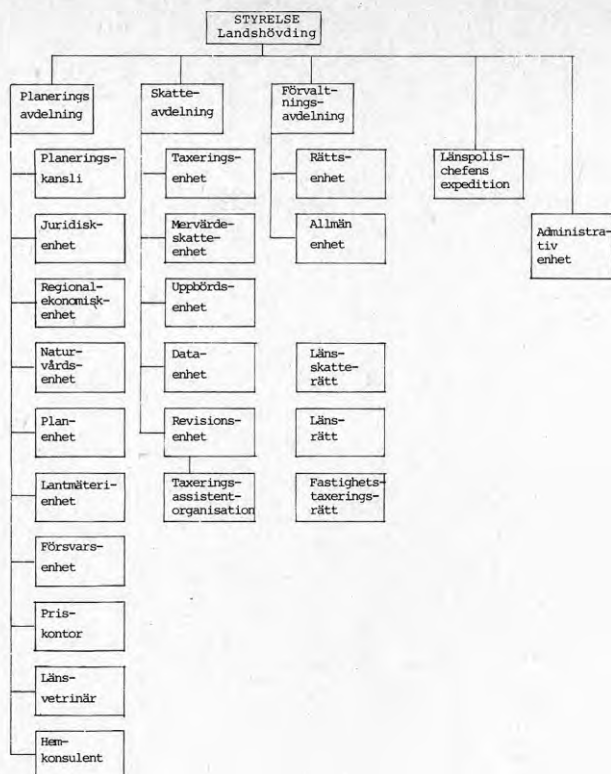 STYRELSE
Landshövding
Planerings
avdelning
Skatte-
avdelning
Förvalt-
nings-
avdelning
Planerings-
kansli
Juridisk-
enhet
Regional-
ekonomisk-
enhet
Natur-
vårds-
enhet
Plan-
enhet
Lantmäteri-
enhet
Försvars-
enhet
Pris-
kontor
Läns-
vetrinär
Hem-
konsulent
Taxerings-
enhet
Mervärde-
skatte-
enhet
Uppbörds-
enhet
Data-
enhet
Revisions-
enhet
Taxerings-
assistent-
organisation
Rätts-
enhet
Allmän
enhet
Läns-
skatte-
rätt
Läns-
rätt
Fastighets-
taxerings-
rätt
Länspolis-
chefens
expedition
Administra-
tiv
enhet